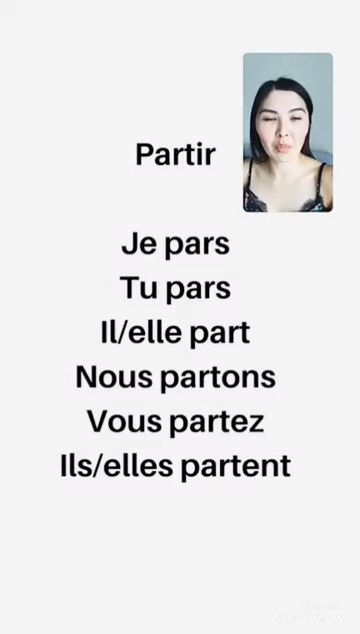 Partir
Je pars
Tu pars
Il/elle part
Nous partons
Vous partez
Ils/elles partent